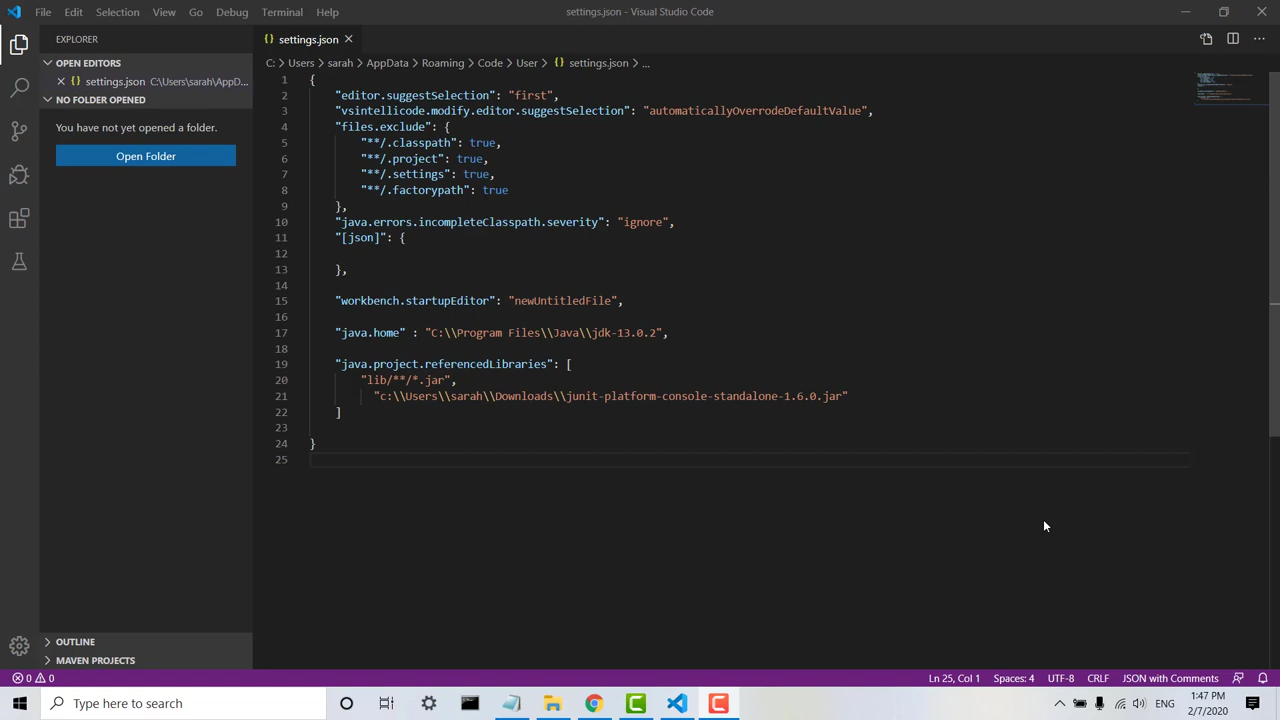 File Edit Selection View Go Debug Terminal Help
settings.json - Visual Studio Code
EXPLORER
OPEN EDITORS
settings.json C:\Users\sarah\AppD...
NO FOLDER OPENED
You have not yet opened a folder.
Open Folder
OUTLINE
MAVEN PROJECTS
{} settings.json
C: > Users > sarah > AppData > Roaming > Code > User > {} settings.json > ...
1 {
2 "editor.suggestSelection": "first",
3 "vsintellicode.modify.editor.suggestSelection": "automaticallyOverrodeDefaultValue",
4 "files.exclude": {
5 "**/.classpath": true,
6 "**/.project": true,
7 "**/.settings": true,
8 "**/.factorypath": true
9 },
10 "java.errors.incompleteClasspath.severity": "ignore",
11 "[json]": {
12
13 },
14
15 "workbench.startupEditor": "newUntitledFile",
16
17 "java.home" : "C:\\Program Files\\Java\\jdk-13.0.2",
18
19 "java.project.referencedLibraries": [
20 "lib/**/*.jar",
21 "c:\\Users\\sarah\\Downloads\\junit-platform-console-standalone-1.6.0.jar"
22 ]
23
24 }
25
0 0
Ln 25, Col 1 Spaces: 4 UTF-8 CRLF JSON with Comments
Type here to search
ENG
1:47 PM
2/7/2020